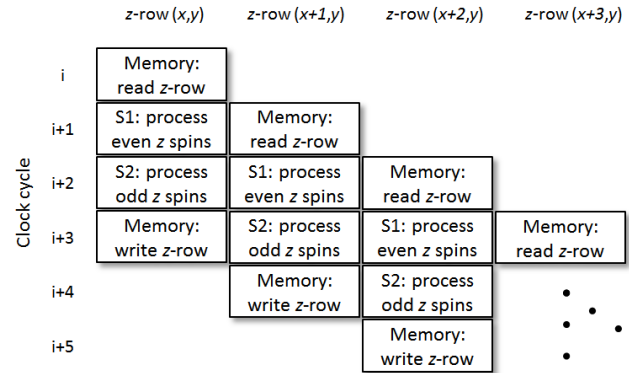 z-row (x,y) z-row (x+1,y) z-row (x+2,y) z-row (x+3,y)
Clock cycle
i
Memory:
read z-row
i+1
S1: process
even z spins
Memory:
read z-row
i+2
S2: process
odd z spins
S1: process
even z spins
Memory:
read z-row
i+3
Memory:
write z-row
S2: process
odd z spins
S1: process
even z spins
Memory:
read z-row
i+4
Memory:
write z-row
S2: process
odd z spins
i+5
Memory:
write z-row